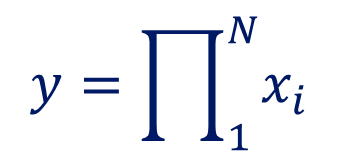 y = ∏₁ᴺ xᵢ